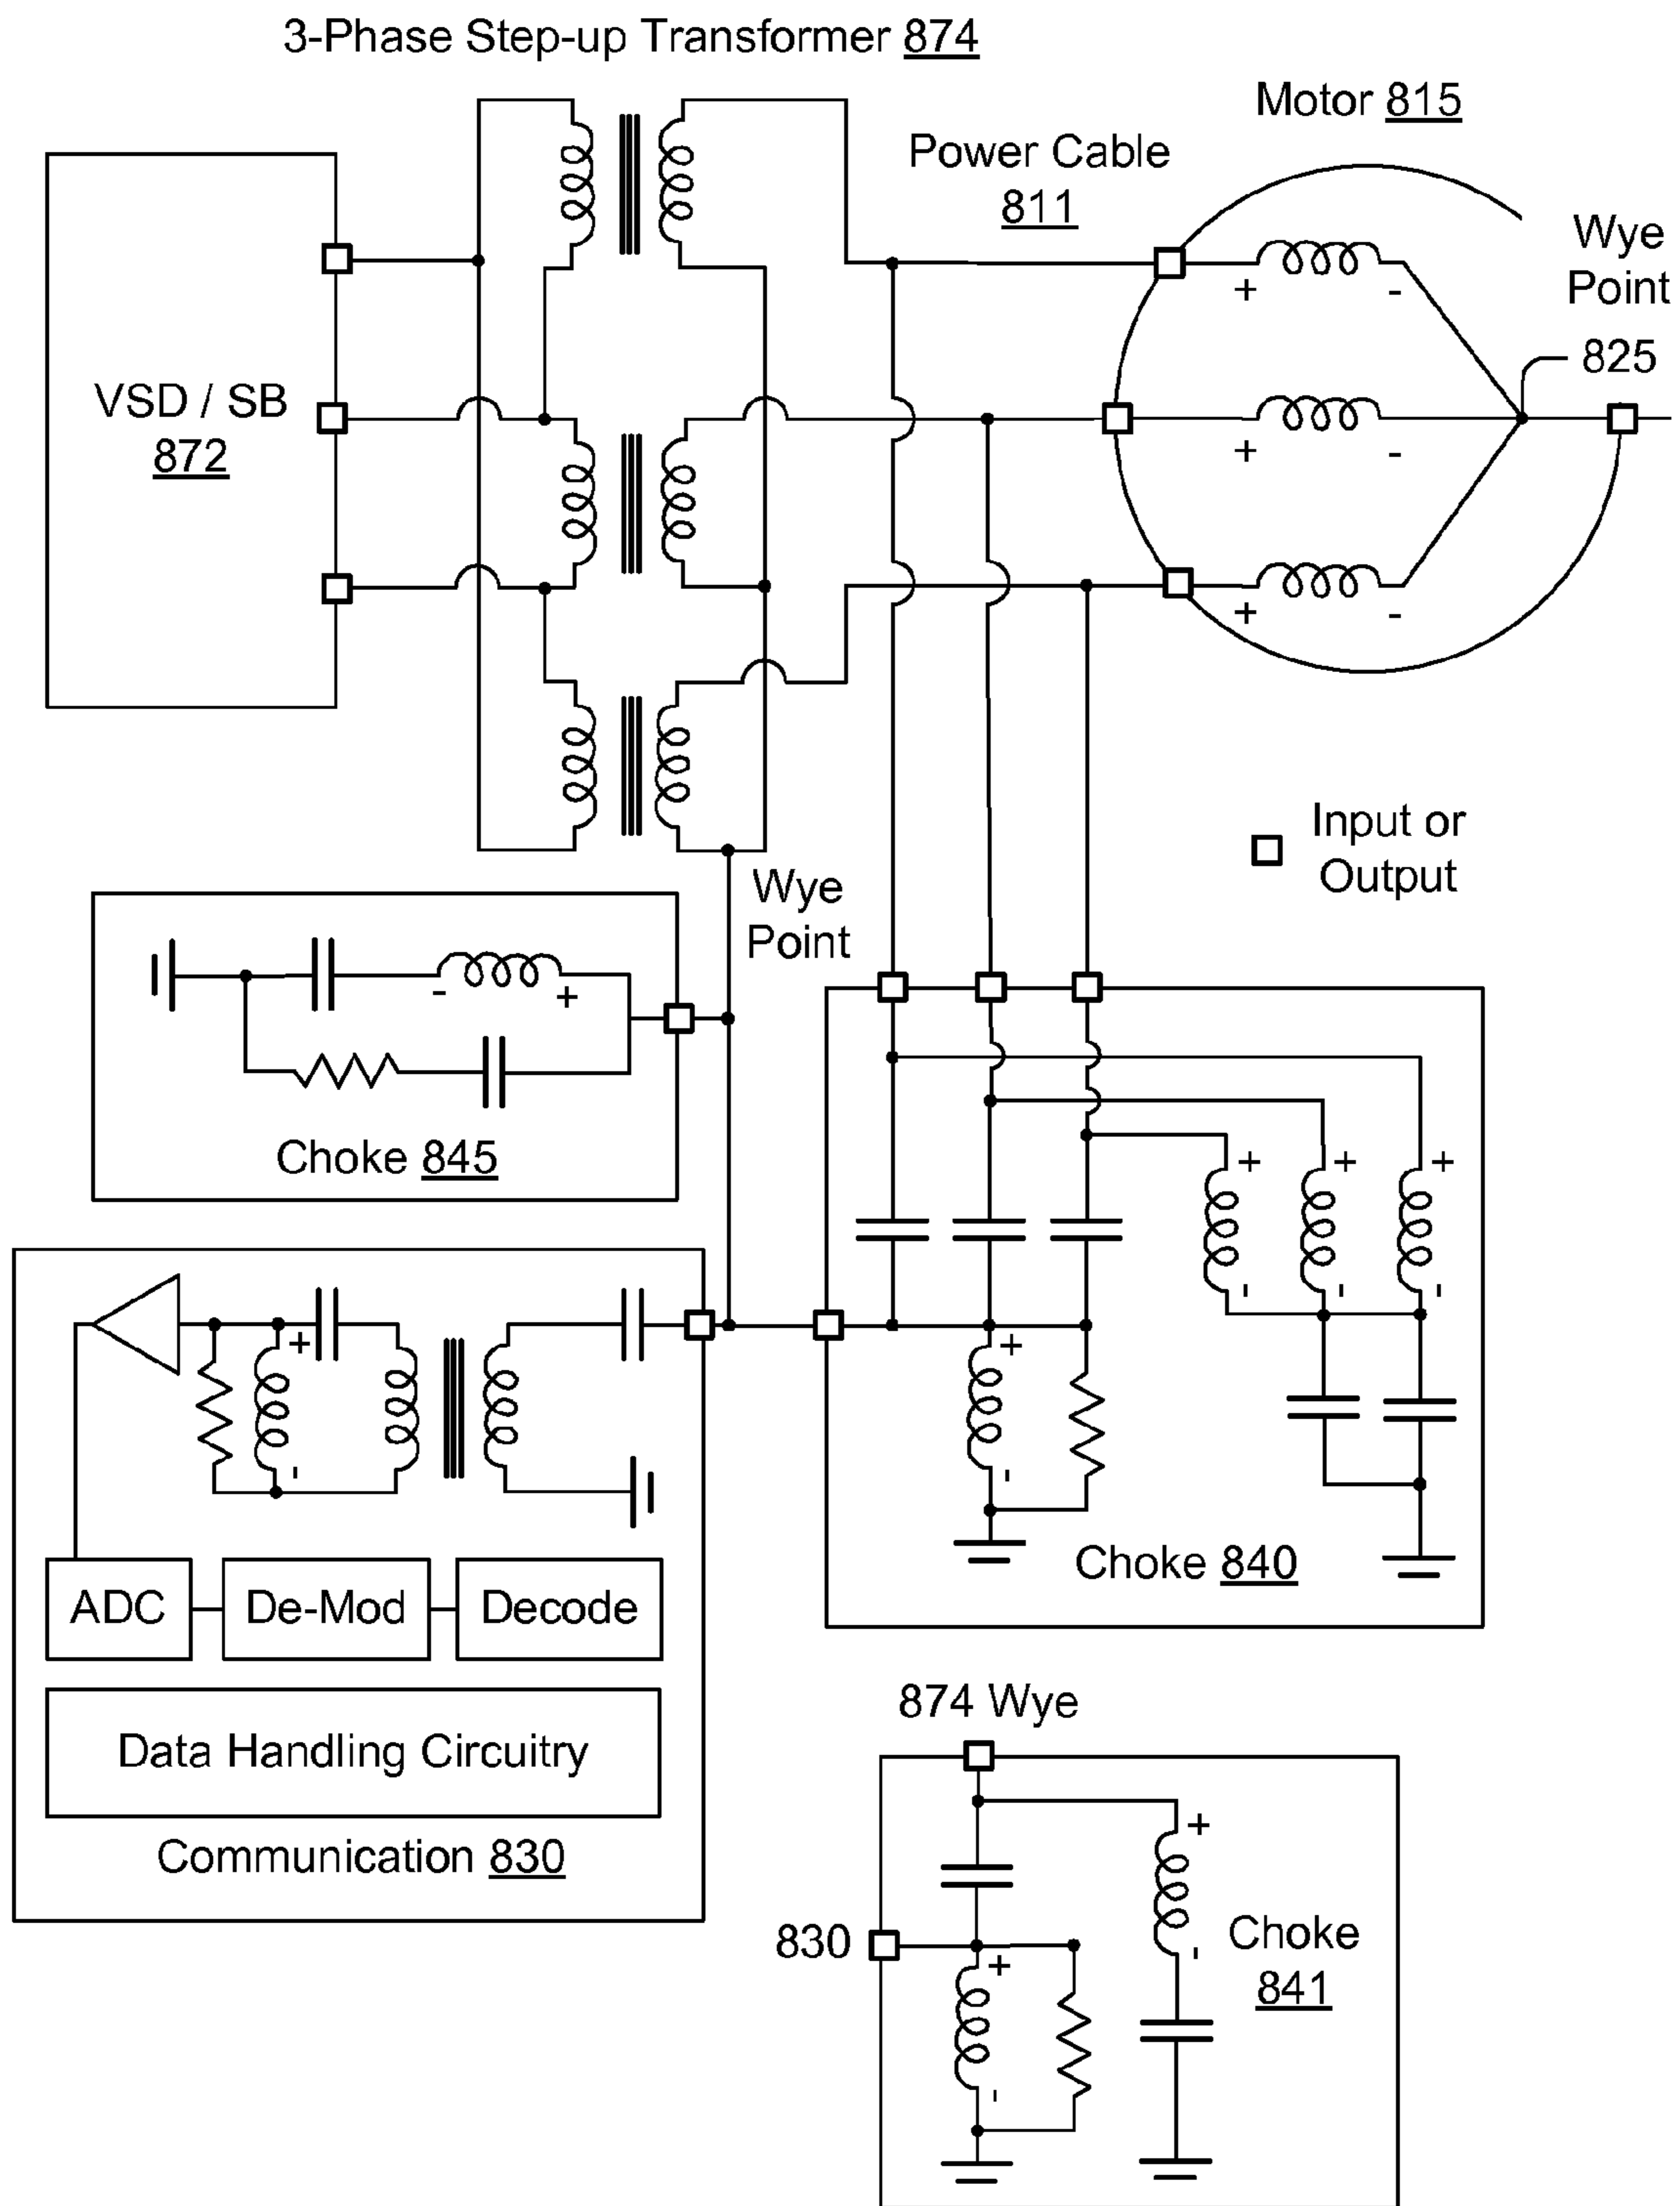 3-Phase Step-up Transformer 874
Motor 815
Power Cable
811
Wye
Point
825
+ -
+ -
+ -
VSD / SB
872
Input or
Output
Wye
Point
- +
Choke 845
+ + +
- - -
+
-
Choke 840
+
-
ADC
De-Mod
Decode
Data Handling Circuitry
Communication 830
874 Wye
+
-
830
+
-
Choke
841